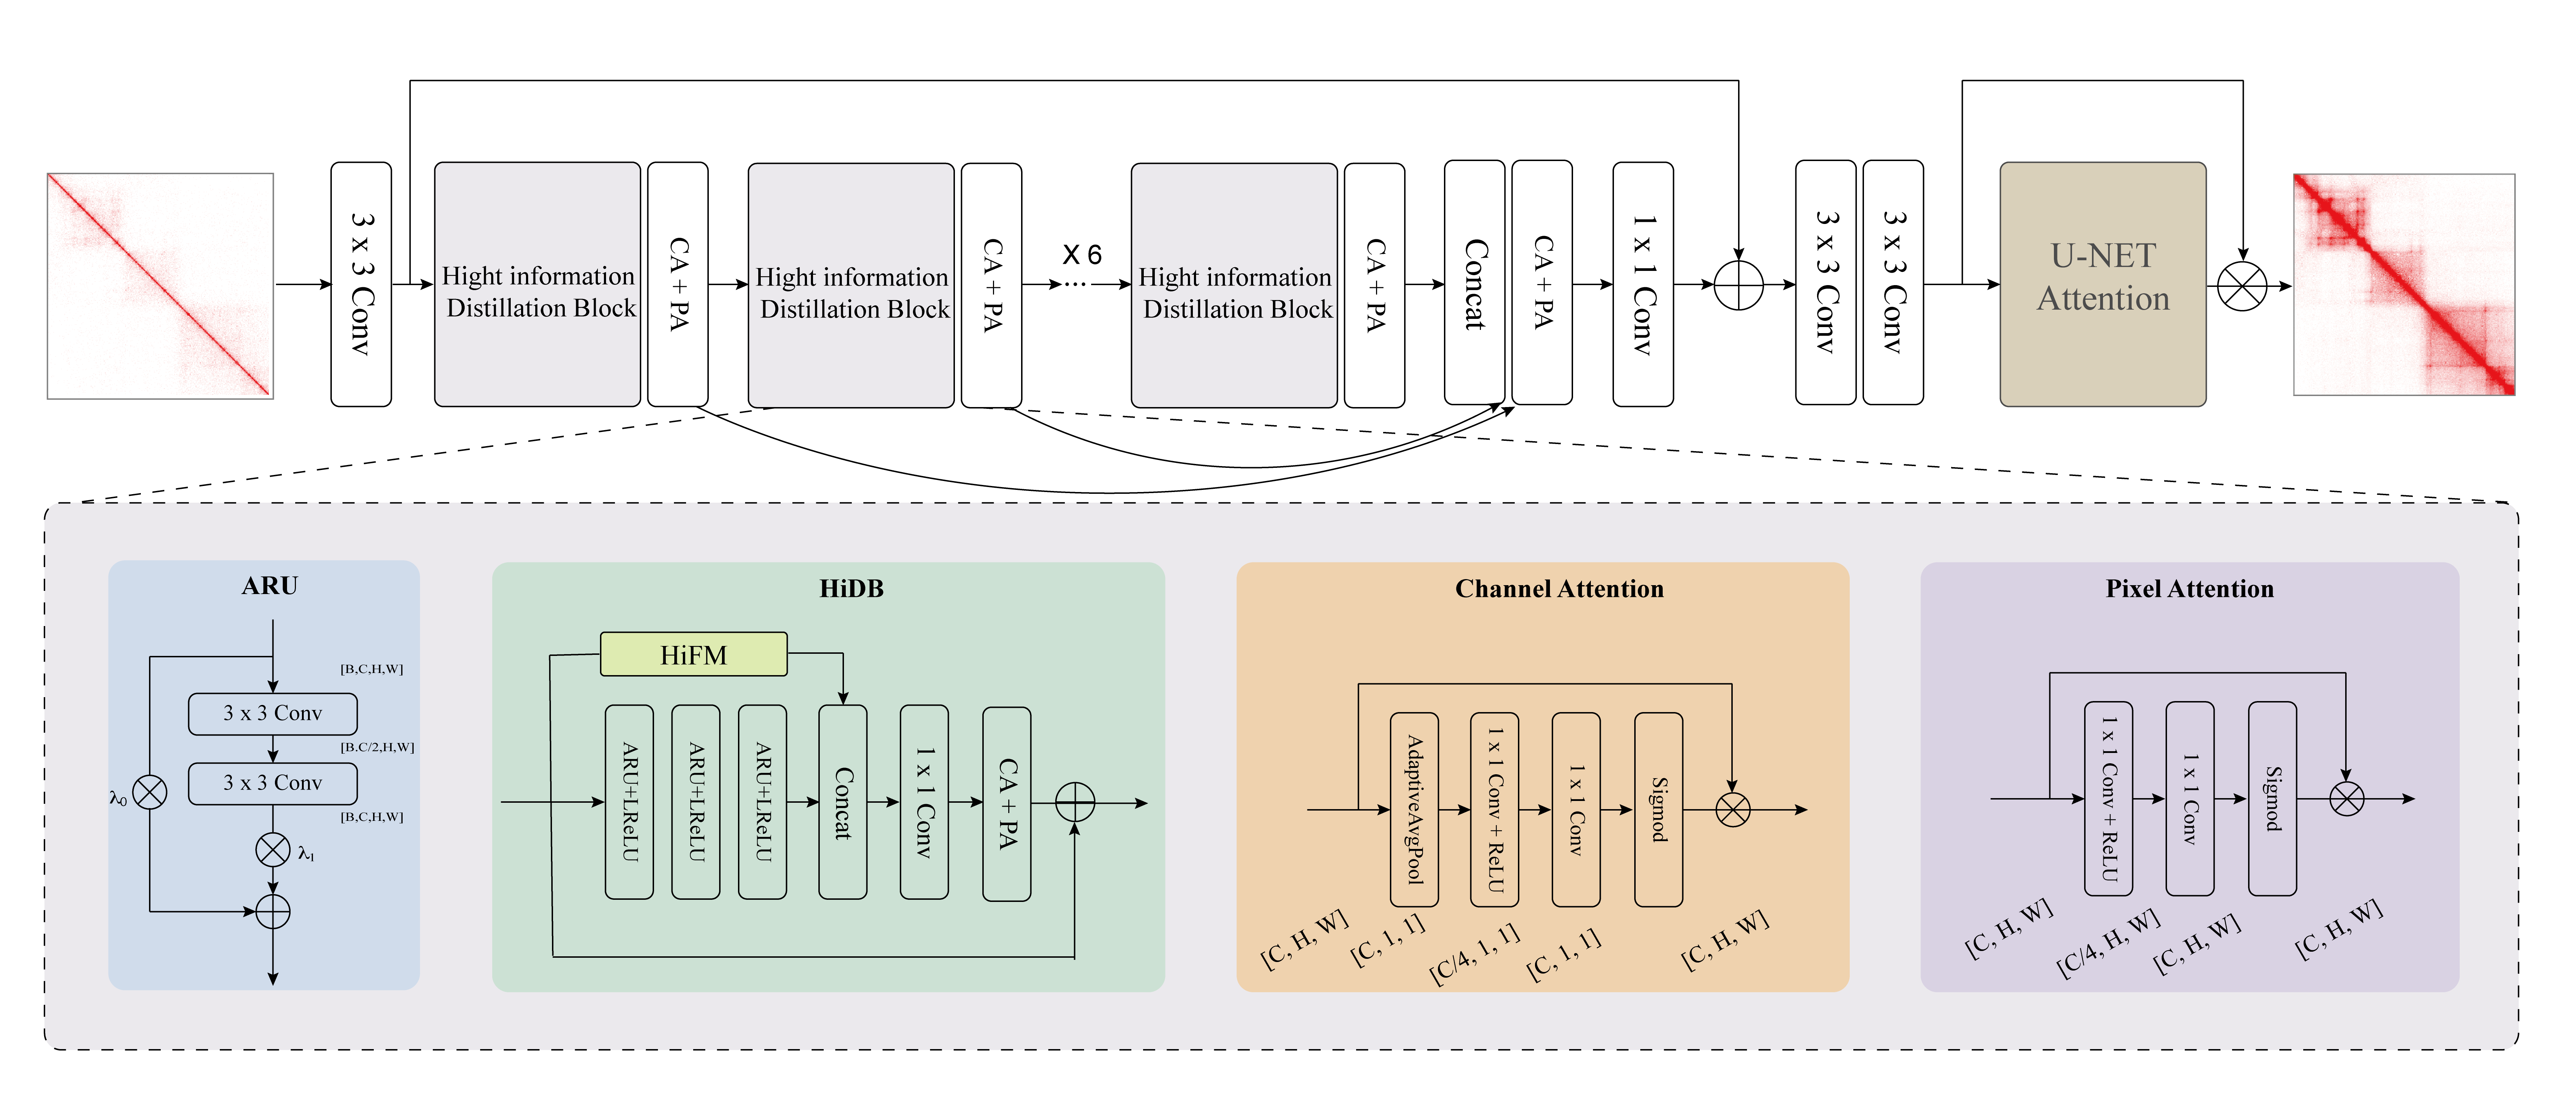 3 x 3 Conv
Hight information
Distillation Block
CA + PA
Hight information
Distillation Block
CA + PA
X 6
...
Hight information
Distillation Block
CA + PA
Concat
CA + PA
1 x 1 Conv
3 x 3 Conv
3 x 3 Conv
U-NET
Attention
ARU
[B,C,H,W]
3 x 3 Conv
[B.C/2,H,W]
3 x 3 Conv
[B,C,H,W]
λ0
λ1
HiDB
HiFM
ARU+LReLU
ARU+LReLU
ARU+LReLU
Concat
1 x 1 Conv
CA + PA
Channel Attention
AdaptiveAvgPool
1 x 1 Conv + ReLU
1 x 1 Conv
Sigmod
[C, H, W]
[C, 1, 1]
[C/4, 1, 1]
[C, 1, 1]
[C, H, W]
Pixel Attention
1 x 1 Conv + ReLU
1 x 1 Conv
Sigmod
[C, H, W]
[C/4, H, W]
[C, H, W]
[C, H, W]